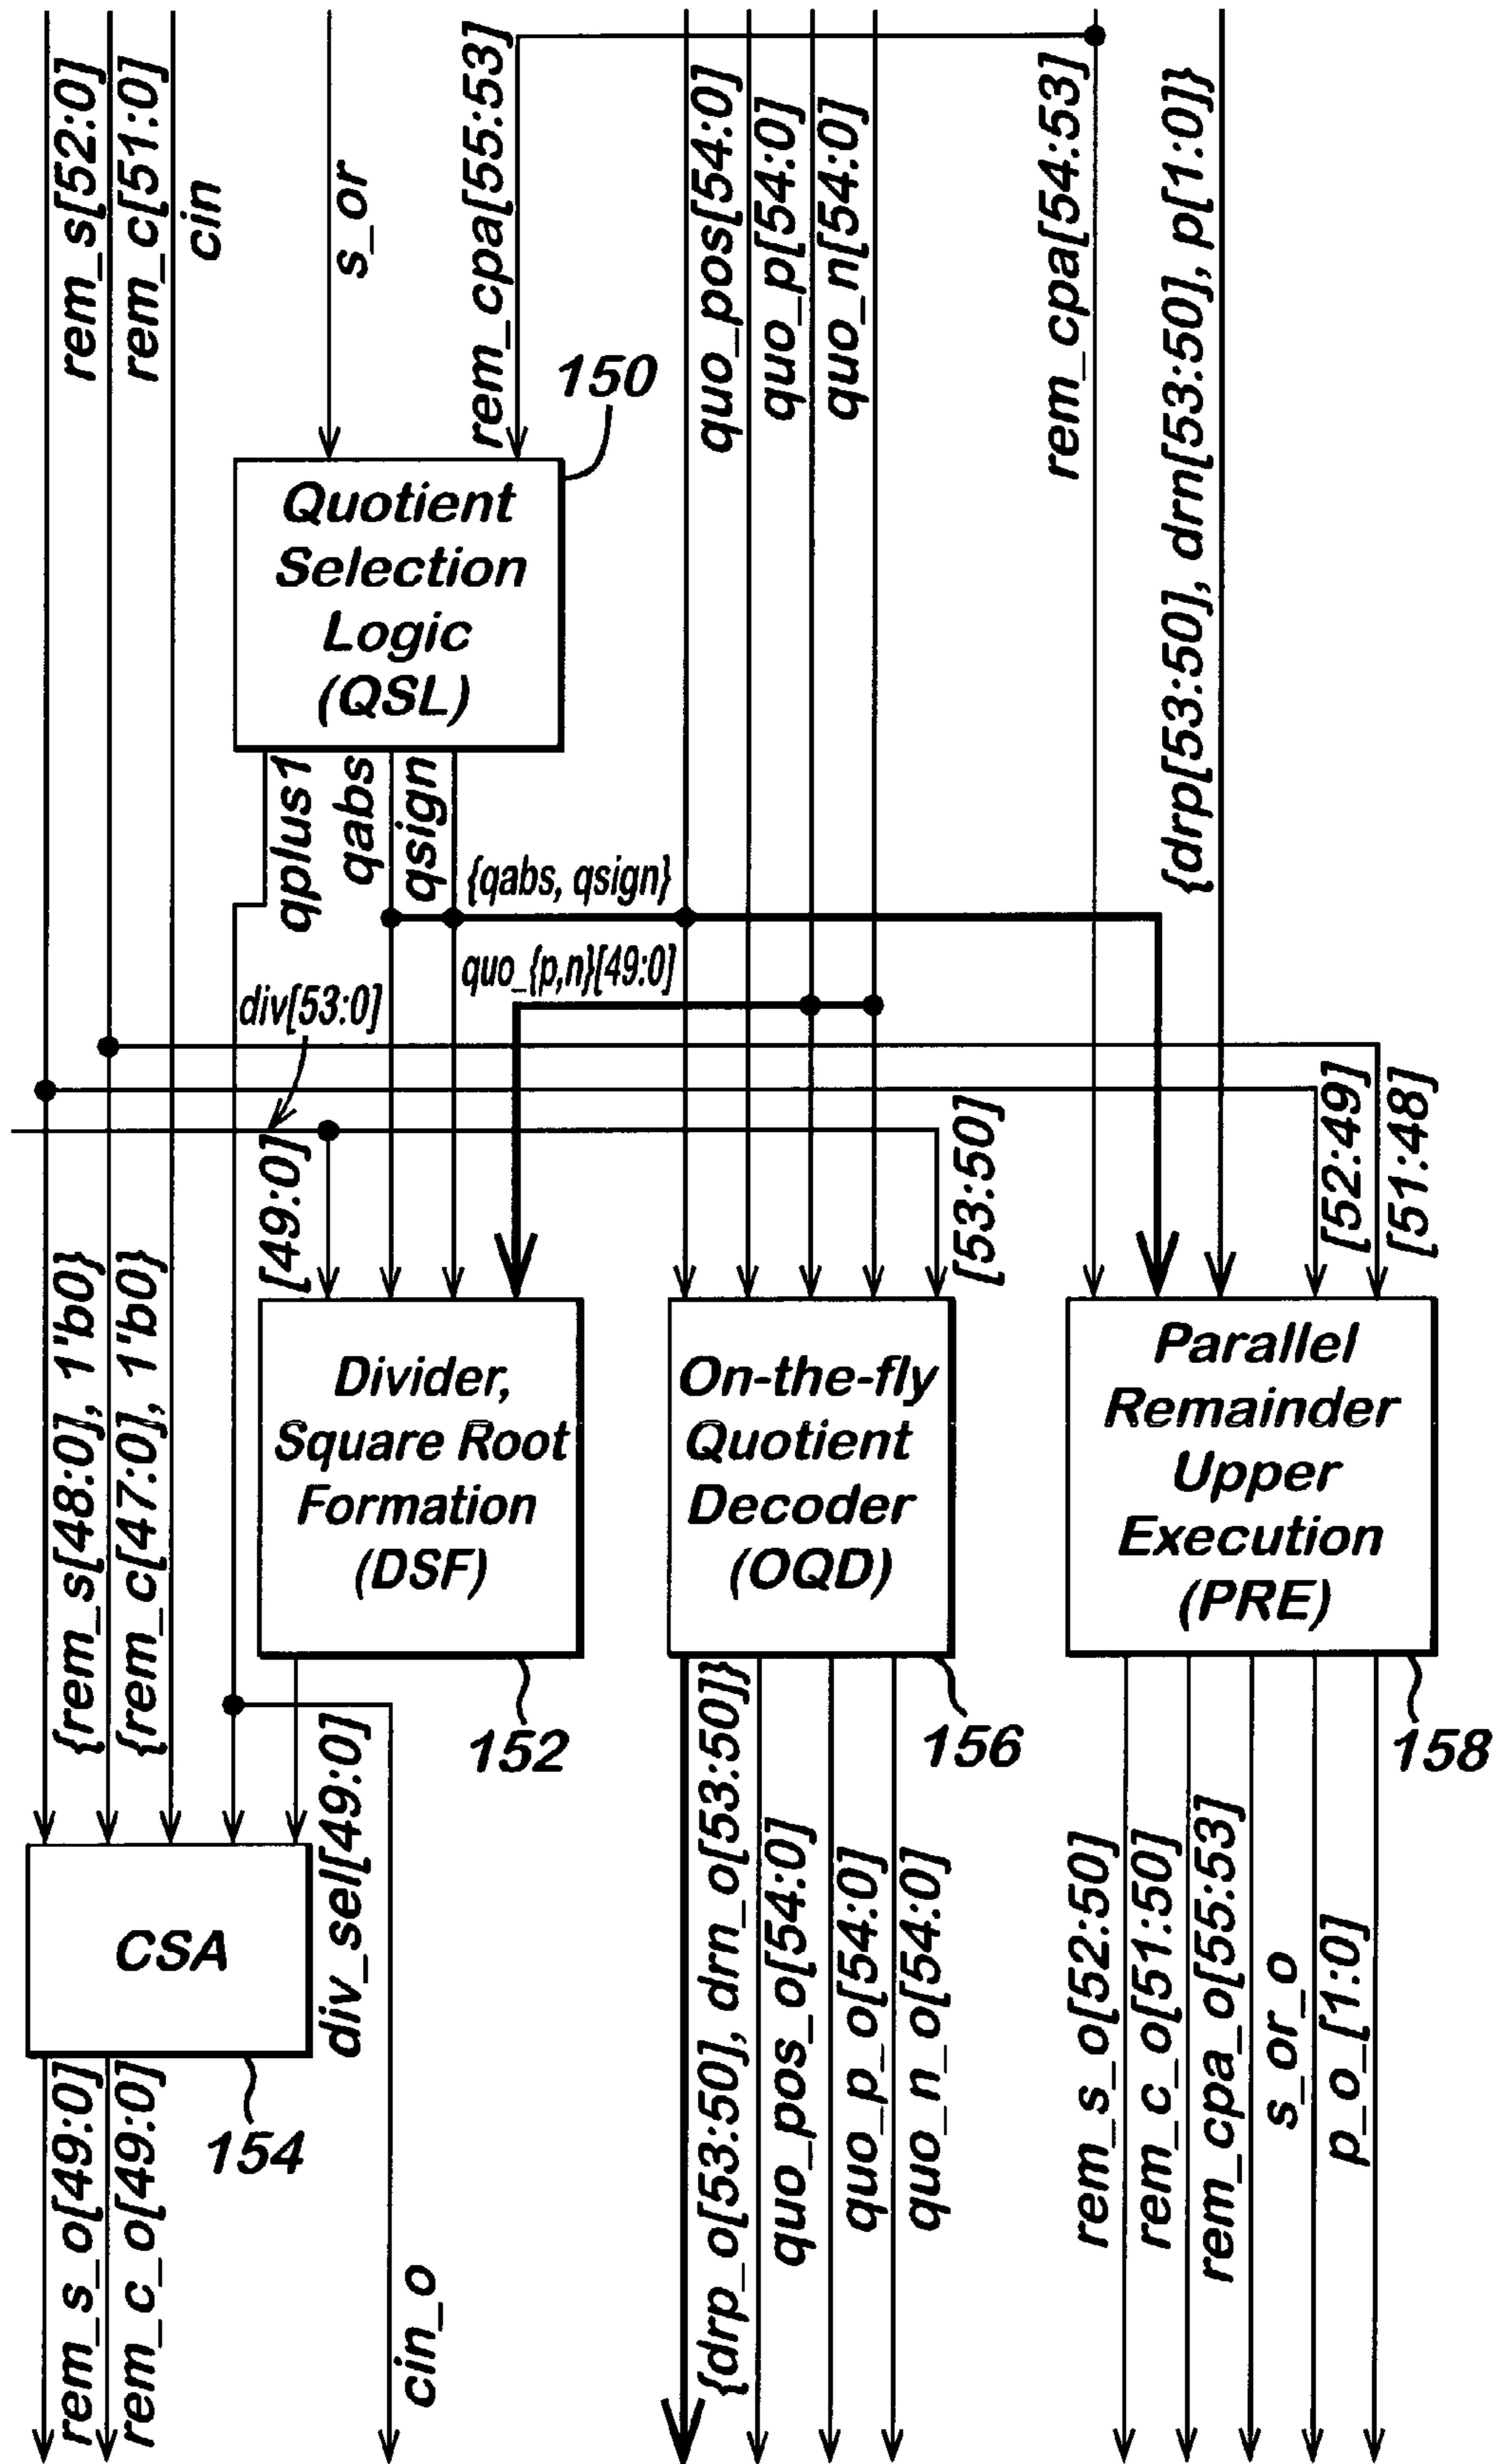 rem_s[52:0]
rem_c[51:0]
cin
s_or
rem_cpa[55:53]
quo_pos[54:0]
quo_p[54:0]
quo_n[54:0]
rem_cpa[54:53]
{drp[53:50], drn[53:50], p[1:0]}
150
Quotient
Selection
Logic
(QSL)
qplus1
qabs
qsign
{qabs, qsign}
quo_{p,n}[49:0]
div[53:0]
[49:0]
[53:50]
[52:49]
[51:48]
{rem_s[48:0], 1'b0}
{rem_c[47:0], 1'b0}
Divider,
Square Root
Formation
(DSF)
On-the-fly
Quotient
Decoder
(OQD)
Parallel
Remainder
Upper
Execution
(PRE)
152
156
158
div_sel[49:0]
CSA
154
rem_s_o[49:0]
rem_c_o[49:0]
cin_o
{drp_o[53:50], drn_o[53:50]}
quo_pos_o[54:0]
quo_p_o[54:0]
quo_n_o[54:0]
rem_s_o[52:50]
rem_c_o[51:50]
rem_cpa_o[55:53]
s_or_o
p_o_[1:0]